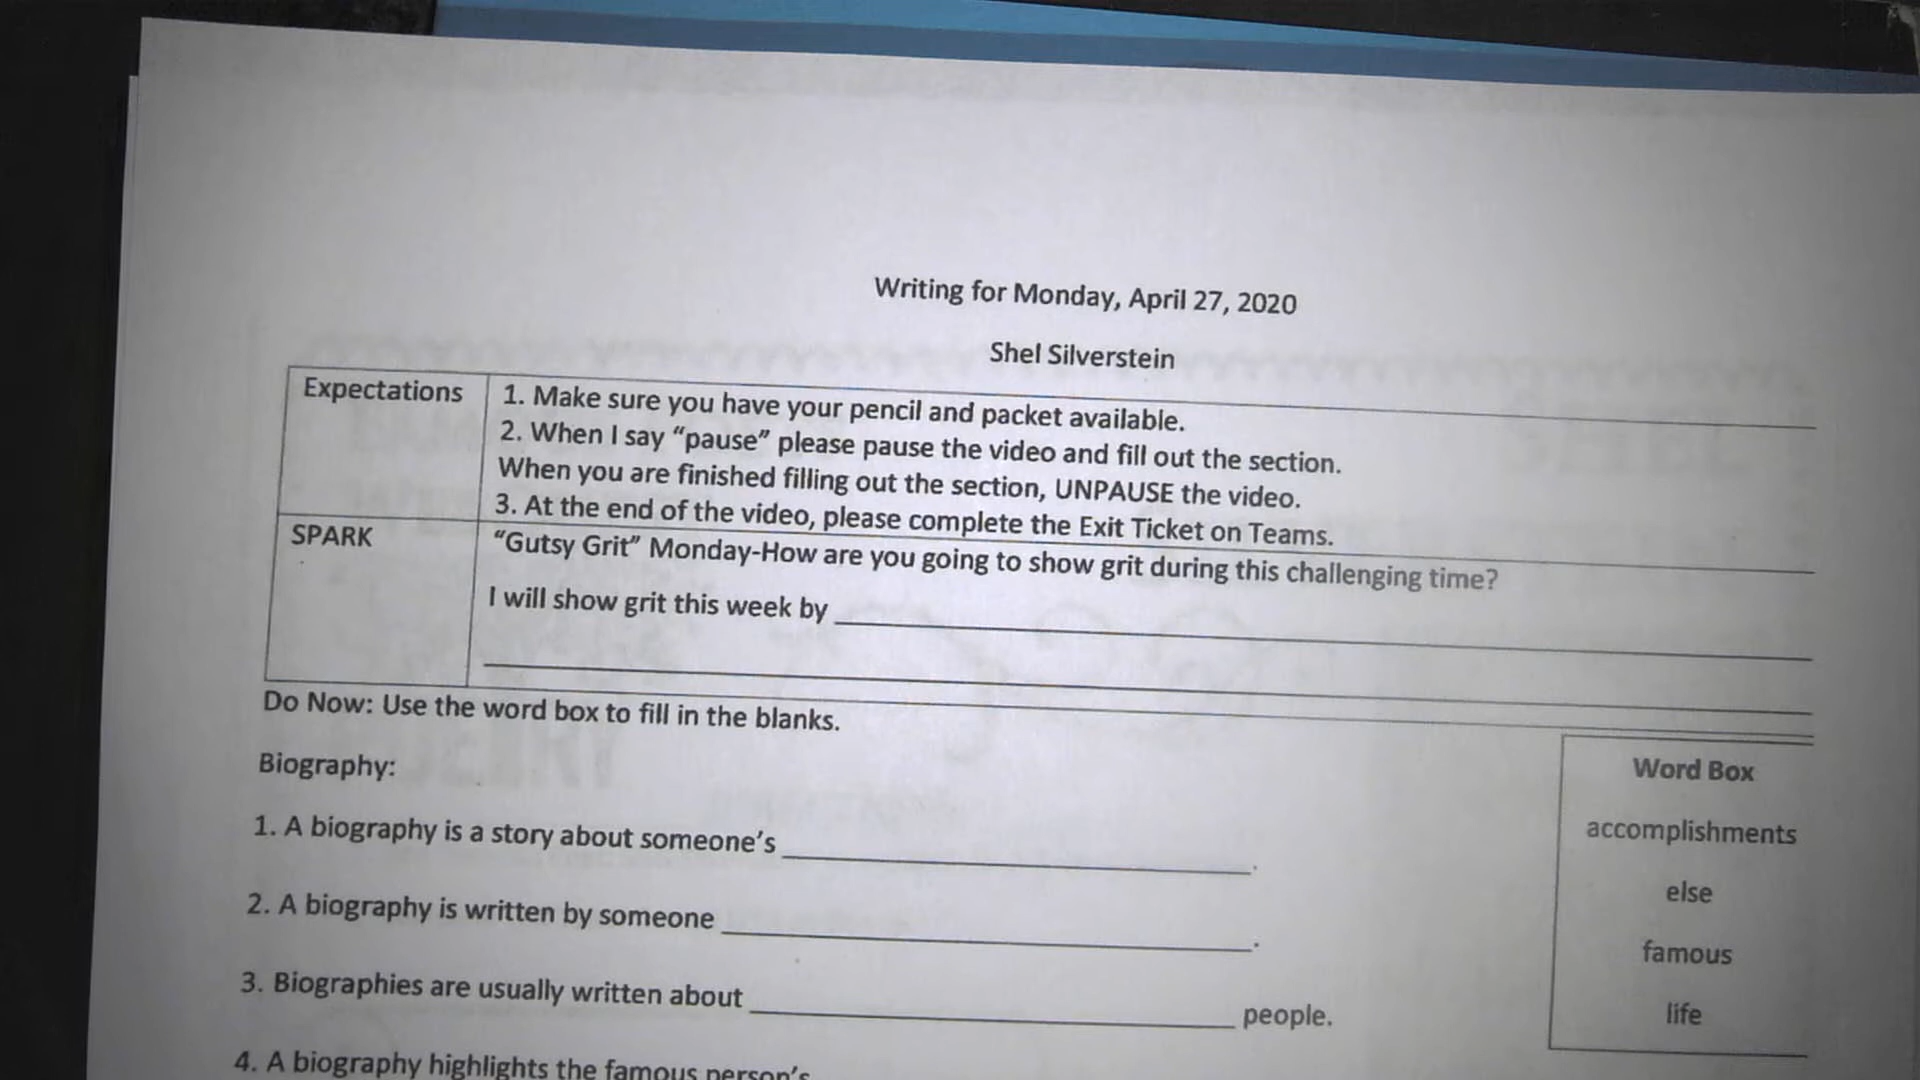 Writing for Monday, April 27, 2020
Shel Silverstein
Expectations
1. Make sure you have your pencil and packet available.
2. When I say “pause” please pause the video and fill out the section.
When you are finished filling out the section, UNPAUSE the video.
3. At the end of the video, please complete the Exit Ticket on Teams.
SPARK
“Gutsy Grit” Monday-How are you going to show grit during this challenging time?
I will show grit this week by
Do Now: Use the word box to fill in the blanks.
Biography:
1. A biography is a story about someone’s .
2. A biography is written by someone .
3. Biographies are usually written about people.
4. A biography highlights the famous person’s
Word Box
accomplishments
else
famous
life